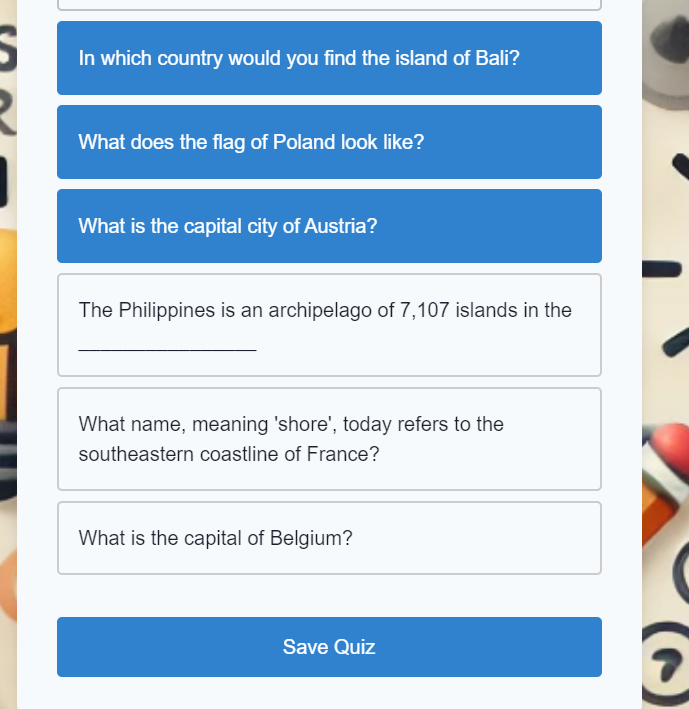 S
R
In which country would you find the island of Bali?
What does the flag of Poland look like?
What is the capital city of Austria?
The Philippines is an archipelago of 7,107 islands in the
________________
What name, meaning 'shore', today refers to the
southeastern coastline of France?
What is the capital of Belgium?
Save Quiz
?